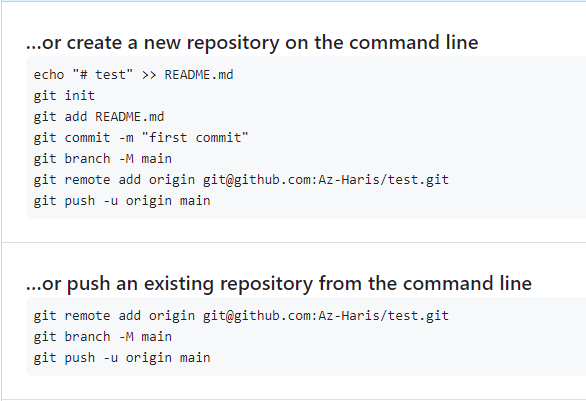 ...or create a new repository on the command line
echo "# test" >> README.md
git init
git add README.md
git commit -m "first commit"
git branch -M main
git remote add origin git@github.com:Az-Haris/test.git
git push -u origin main
...or push an existing repository from the command line
git remote add origin git@github.com:Az-Haris/test.git
git branch -M main
git push -u origin main